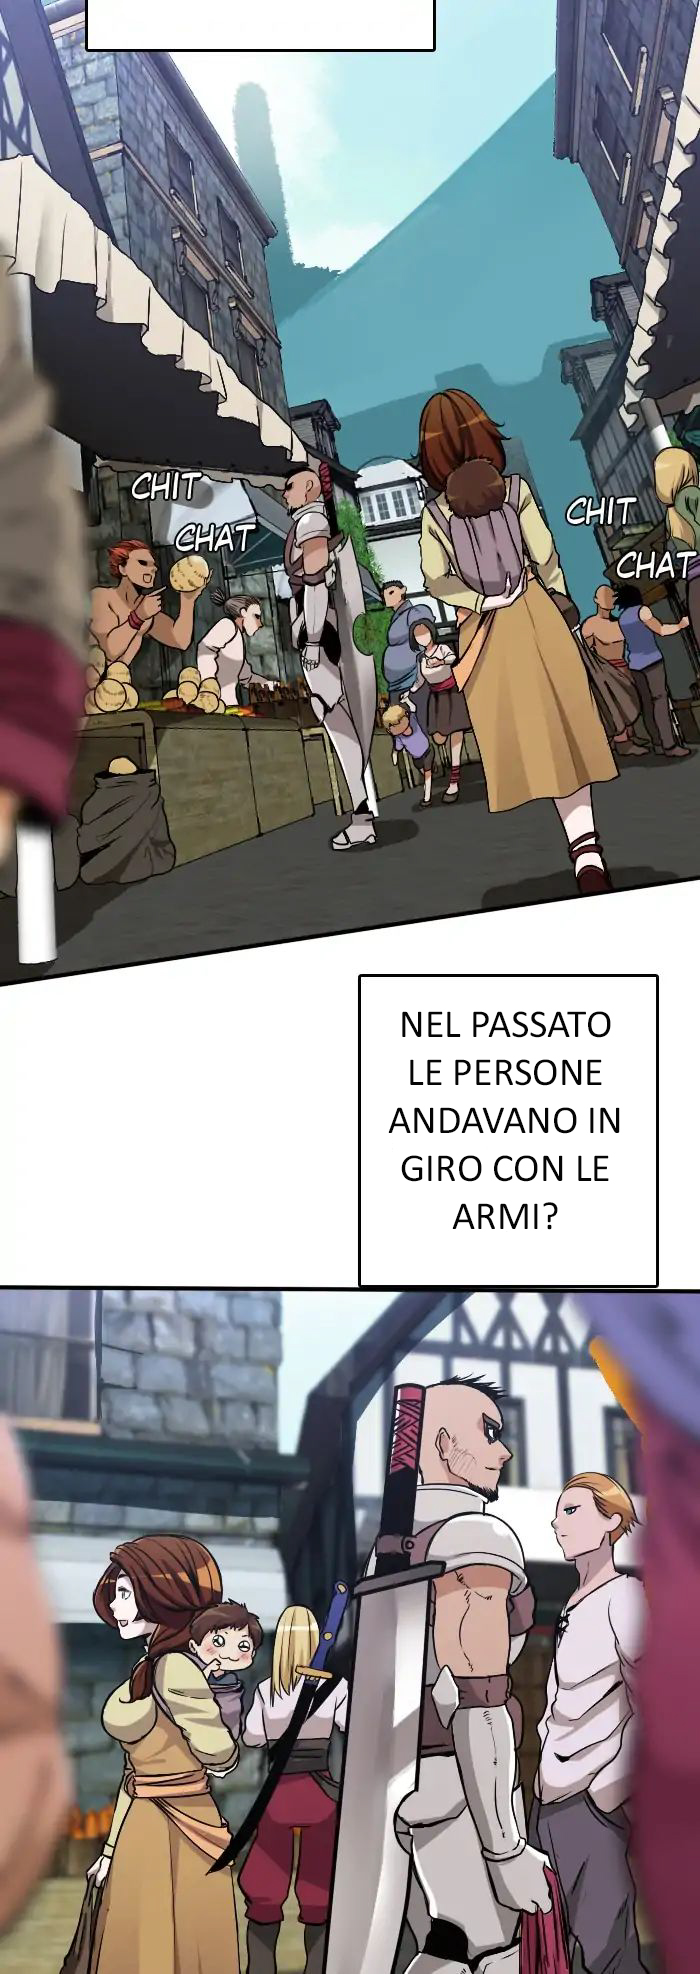 CHIT
CHAT
CHIT
CHAT
NEL PASSATO
LE PERSONE
ANDAVANO IN
GIRO CON LE
ARMI?